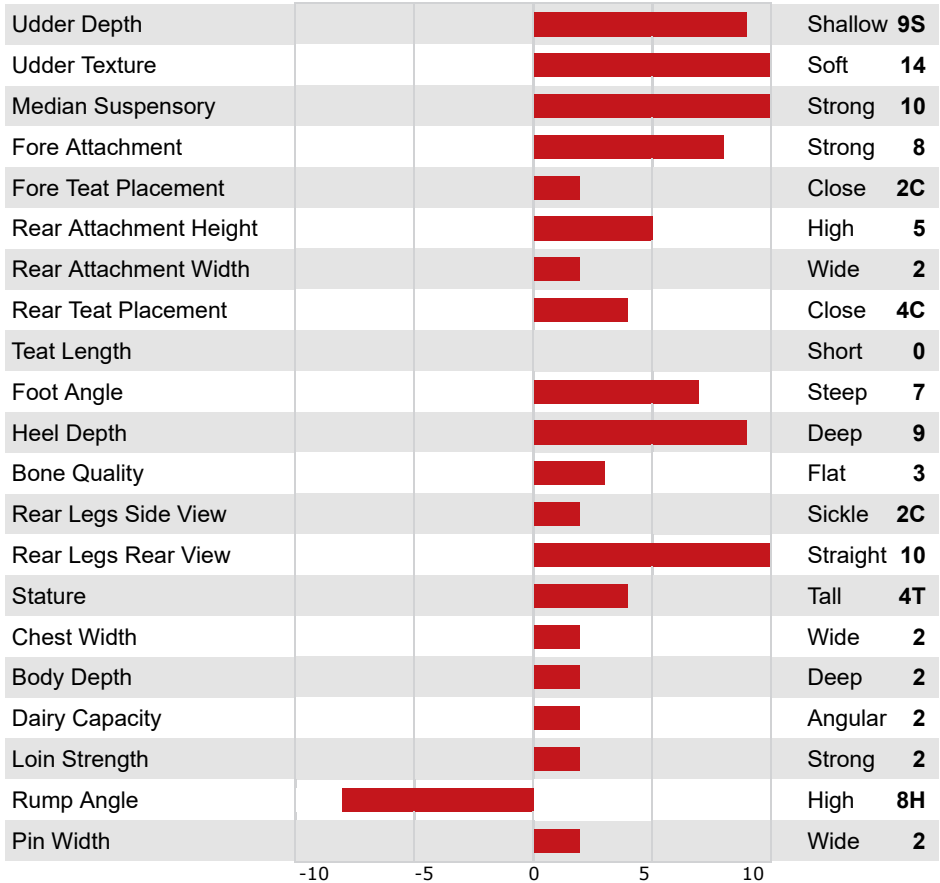 Udder Depth Shallow 9S
Udder Texture Soft 14
Median Suspensory Strong 10
Fore Attachment Strong 8
Fore Teat Placement Close 2C
Rear Attachment Height High 5
Rear Attachment Width Wide 2
Rear Teat Placement Close 4C
Teat Length Short 0
Foot Angle Steep 7
Heel Depth Deep 9
Bone Quality Flat 3
Rear Legs Side View Sickle 2C
Rear Legs Rear View Straight 10
Stature Tall 4T
Chest Width Wide 2
Body Depth Deep 2
Dairy Capacity Angular 2
Loin Strength Strong 2
Rump Angle High 8H
Pin Width Wide 2
-10 -5 0 5 10